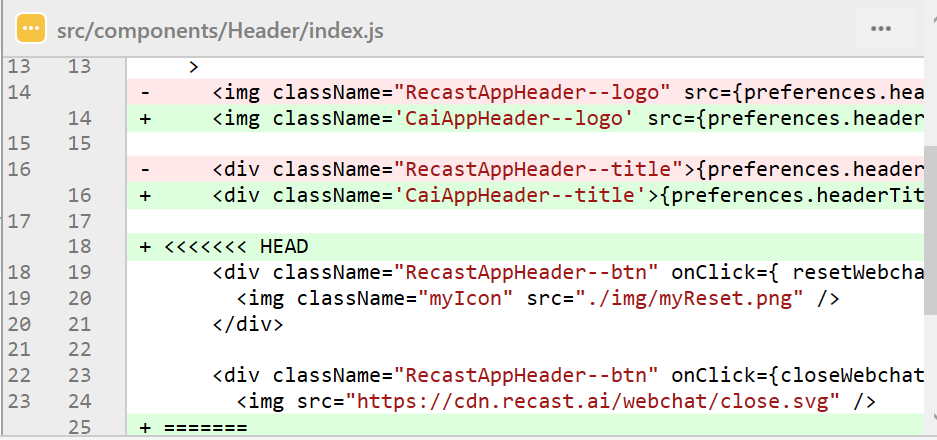 src/components/Header/index.js
13 13 >
14 - <img className="RecastAppHeader--logo" src={preferences.hea
14 + <img className='CaiAppHeader--logo' src={preferences.header
15 15
16 - <div className="RecastAppHeader--title">{preferences.header
16 + <div className='CaiAppHeader--title'>{preferences.headerTit
17 17
18 + <<<<<<< HEAD
18 19 <div className="RecastAppHeader--btn" onClick={ resetWebcha
19 20 <img className="myIcon" src="./img/myReset.png" />
20 21 </div>
21 22
22 23 <div className="RecastAppHeader--btn" onClick={closeWebchat
23 24 <img src="https://cdn.recast.ai/webchat/close.svg" />
25 + =======